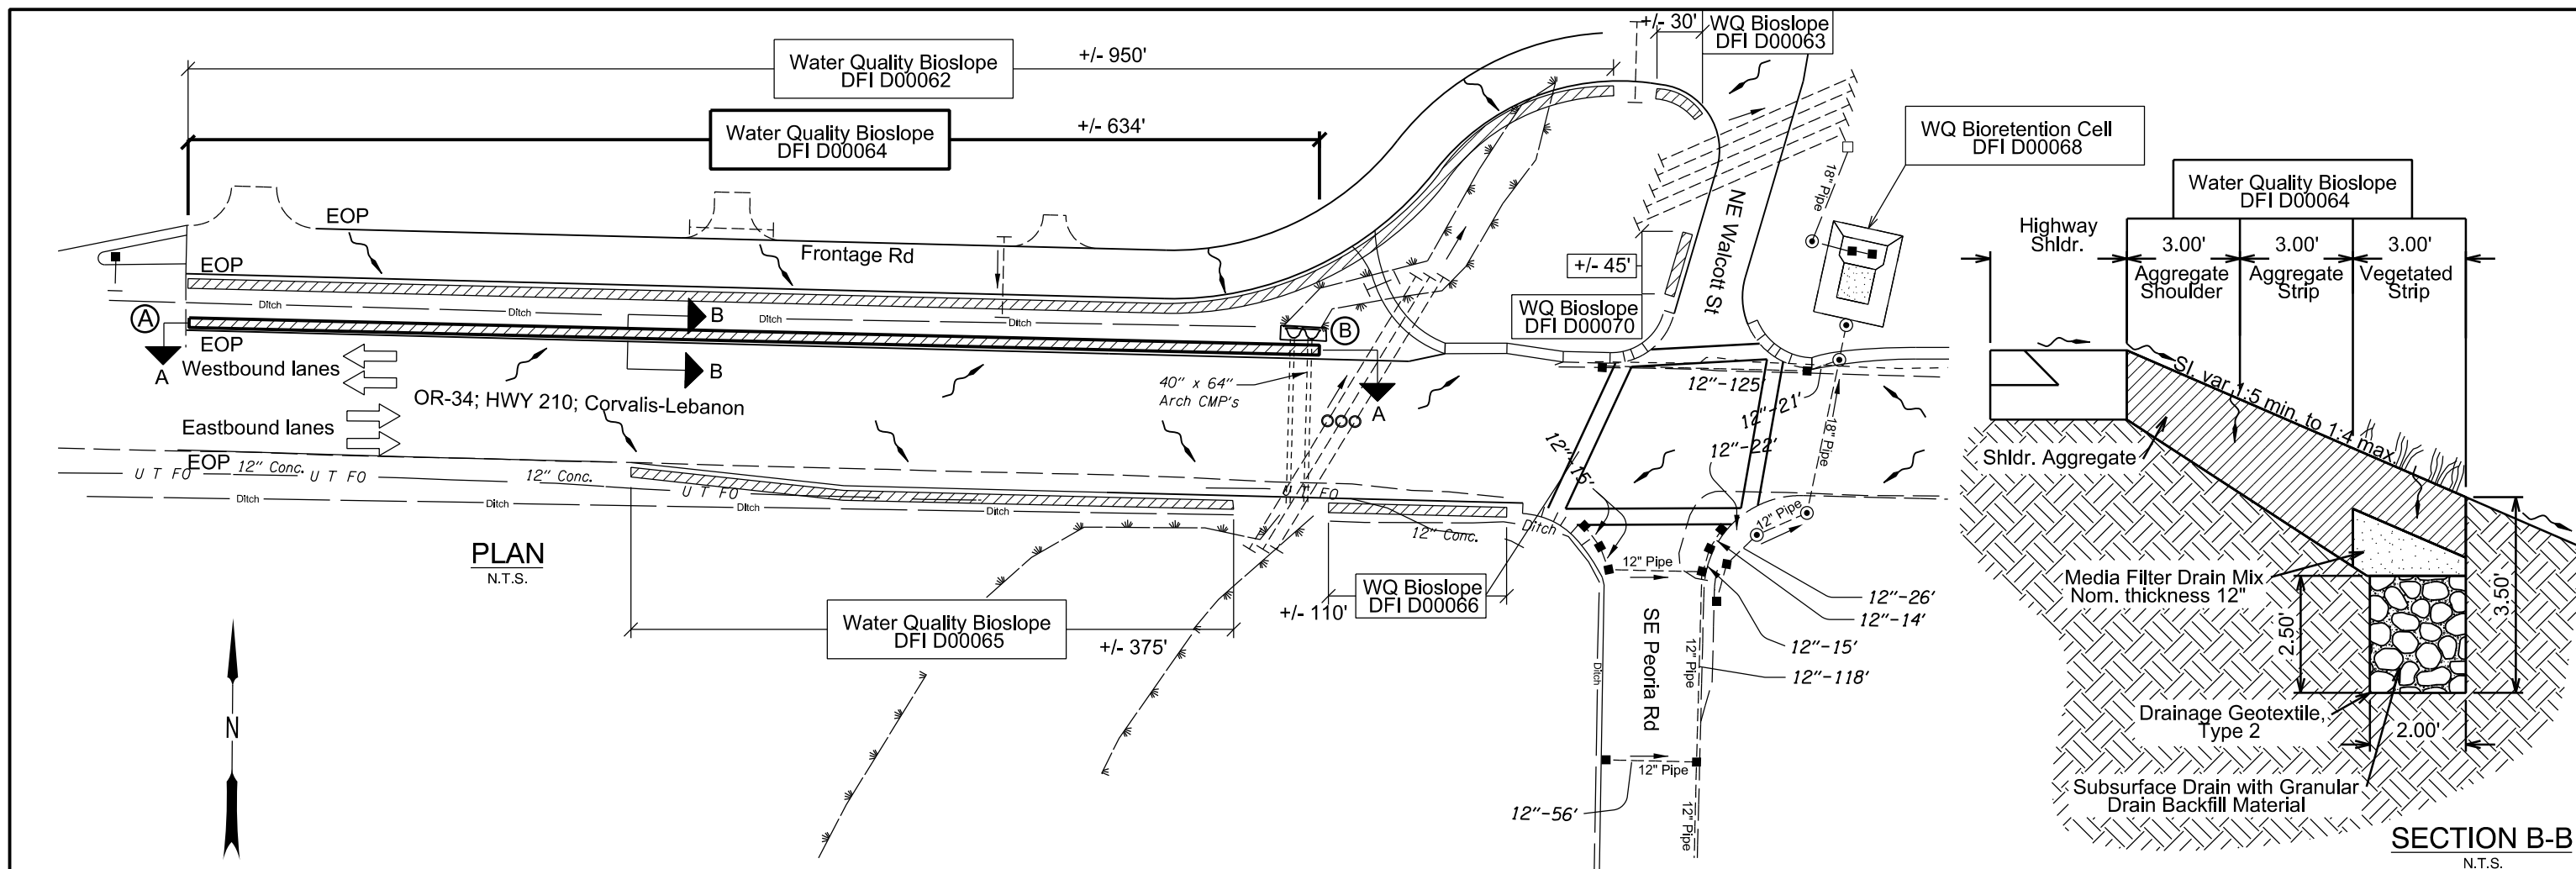 Water Quality Bioslope
DFI D00062
+/- 950'
+/- 30'
WQ Bioslope
DFI D00063
Water Quality Bioslope
DFI D00064
+/- 634'
WQ Bioretention Cell
DFI D00068
18" Pipe
NE Walcott St
EOP
Frontage Rd
EOP
Ditch
Ditch
Ditch
A
B
B
B
A
EOP
Westbound lanes
OR-34; HWY 210; Corvalis-Lebanon
Eastbound lanes
EOP
+/- 45'
WQ Bioslope
DFI D00070
40" x 64"
Arch CMP's
A
12"-125'
12"-21'
12"-22'
12"-15'
18" Pipe
U T FO
12" Conc.
U T FO
12" Conc.
U T FO
U T FO
Ditch
Ditch
Ditch
Ditch
12" Conc.
Ditch
12" Pipe
12" Pipe
PLAN
N.T.S.
Water Quality Bioslope
DFI D00065
+/- 375'
+/- 110'
WQ Bioslope
DFI D00066
12"-26'
12"-14'
12"-15'
12"-118'
SE Peoria Rd
12" Pipe
Ditch
12" Pipe
12"-56'
12" Pipe
N
Water Quality Bioslope
DFI D00064
Highway
Shldr.
3.00'
3.00'
3.00'
Aggregate
Shoulder
Aggregate
Strip
Vegetated
Strip
Sl. var 1:5 min. to 1:4 max.
Shldr. Aggregate
Media Filter Drain Mix
Nom. thickness 12"
2.50'
3.50'
Drainage Geotextile,
Type 2
2.00'
Subsurface Drain with Granular
Drain Backfill Material
SECTION B-B
N.T.S.